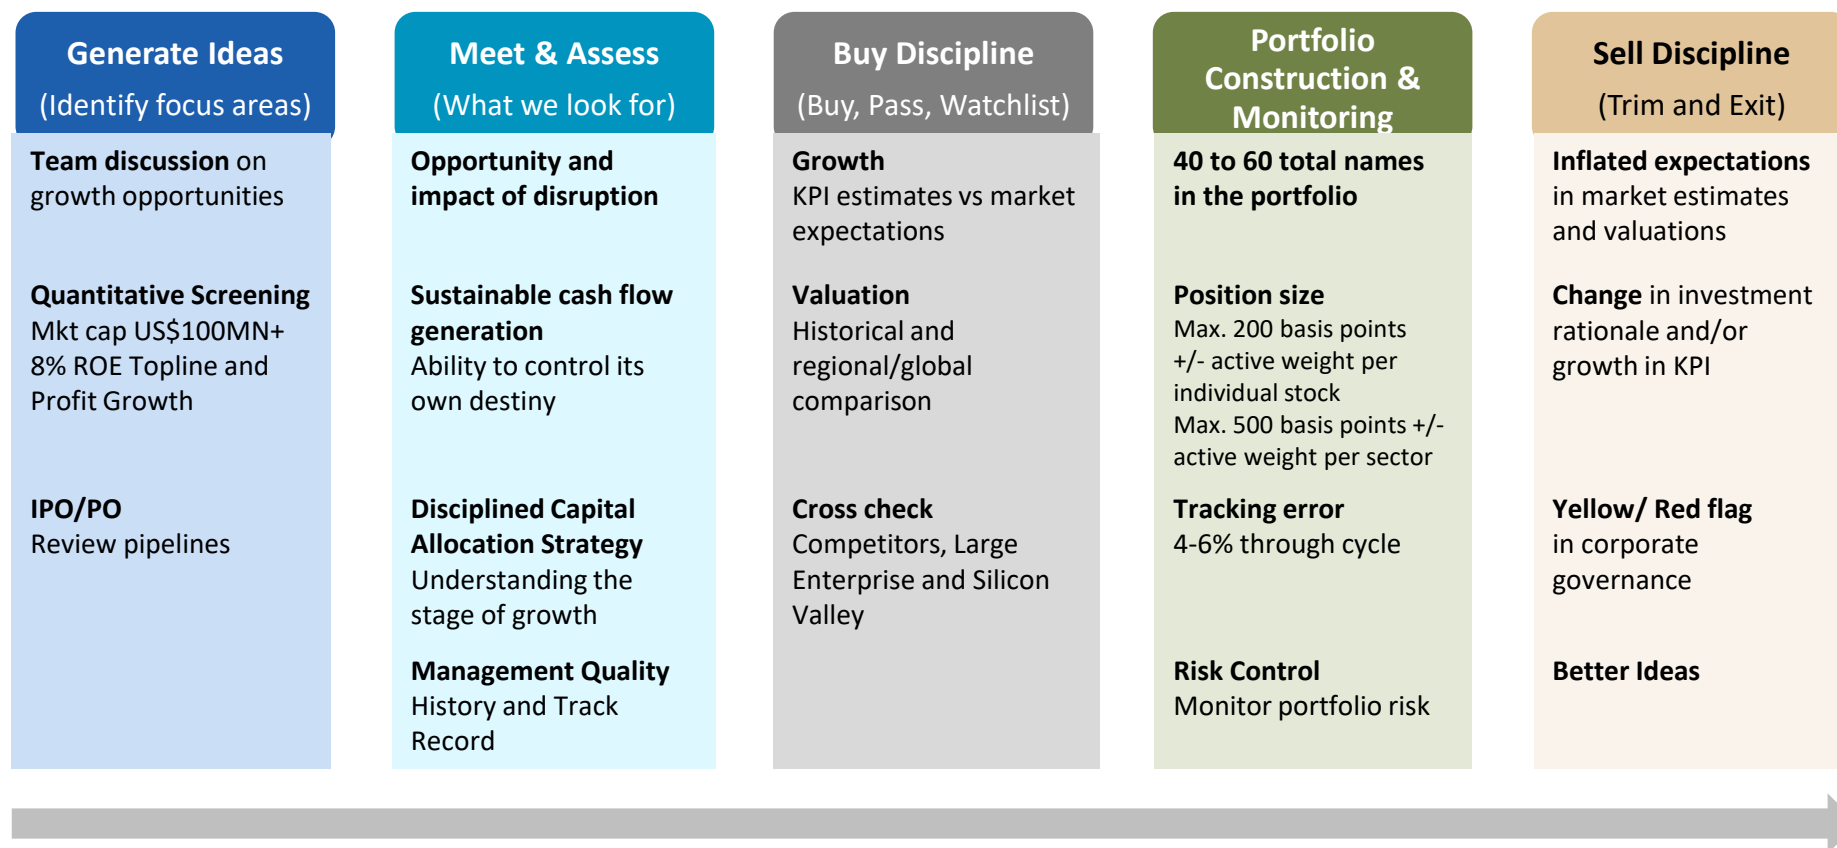 Generate Ideas
(Identify focus areas)
Team discussion on
growth opportunities
Quantitative Screening
Mkt cap US$100MN+
8% ROE Topline and
Profit Growth
IPO/PO
Review pipelines
Meet & Assess
(What we look for)
Opportunity and
impact of disruption
Sustainable cash flow
generation
Ability to control its
own destiny
Disciplined Capital
Allocation Strategy
Understanding the
stage of growth
Management Quality
History and Track
Record
Buy Discipline
(Buy, Pass, Watchlist)
Growth
KPI estimates vs market
expectations
Valuation
Historical and
regional/global
comparison
Cross check
Competitors, Large
Enterprise and Silicon
Valley
Portfolio
Construction &
Monitoring
40 to 60 total names
in the portfolio
Position size
Max. 200 basis points
+/- active weight per
individual stock
Max. 500 basis points +/-
active weight per sector
Tracking error
4-6% through cycle
Risk Control
Monitor portfolio risk
Sell Discipline
(Trim and Exit)
Inflated expectations
in market estimates
and valuations
Change in investment
rationale and/or
growth in KPI
Yellow/ Red flag
in corporate
governance
Better Ideas